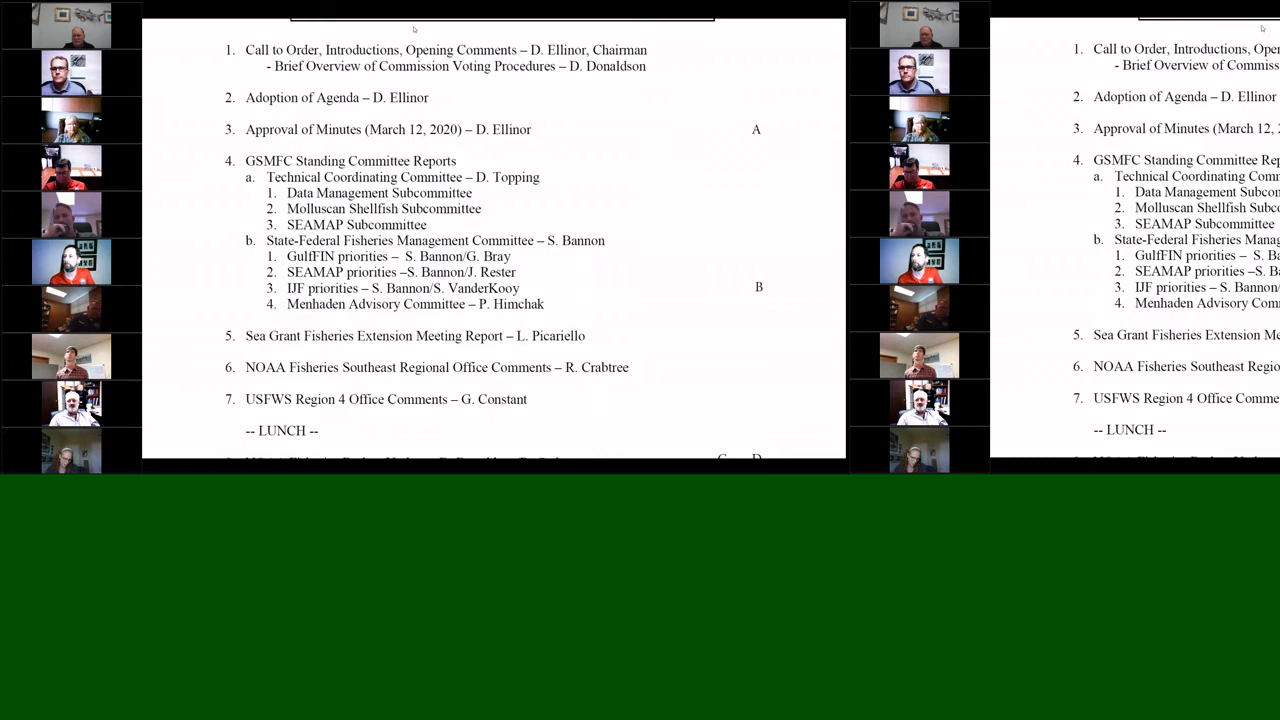 1. Call to Order, Introductions, Opening Comments – D. Ellinor, Chairman
- Brief Overview of Commission Voting Procedures – D. Donaldson
2. Adoption of Agenda – D. Ellinor
3. Approval of Minutes (March 12, 2020) – D. Ellinor A
4. GSMFC Standing Committee Reports
a. Technical Coordinating Committee – D. Topping
1. Data Management Subcommittee
2. Molluscan Shellfish Subcommittee
3. SEAMAP Subcommittee
b. State-Federal Fisheries Management Committee – S. Bannon
1. GulfFIN priorities – S. Bannon/G. Bray
2. SEAMAP priorities –S. Bannon/J. Rester
3. IJF priorities – S. Bannon/S. VanderKooy B
4. Menhaden Advisory Committee – P. Himchak
5. Sea Grant Fisheries Extension Meeting Report – L. Picariello
6. NOAA Fisheries Southeast Regional Office Comments – R. Crabtree
7. USFWS Region 4 Office Comments – G. Constant
-- LUNCH --
1. Call to Order, Introductions, Ope
- Brief Overview of Commiss
2. Adoption of Agenda – D. Ellinor
3. Approval of Minutes (March 12, 2
4. GSMFC Standing Committee Rep
a. Technical Coordinating Comm
1. Data Management Subcom
2. Molluscan Shellfish Subco
3. SEAMAP Subcommittee
b. State-Federal Fisheries Manag
1. GulfFIN priorities – S. Ba
2. SEAMAP priorities –S. B
3. IJF priorities – S. Bannon/
4. Menhaden Advisory Com
5. Sea Grant Fisheries Extension Me
6. NOAA Fisheries Southeast Regio
7. USFWS Region 4 Office Comme
-- LUNCH --